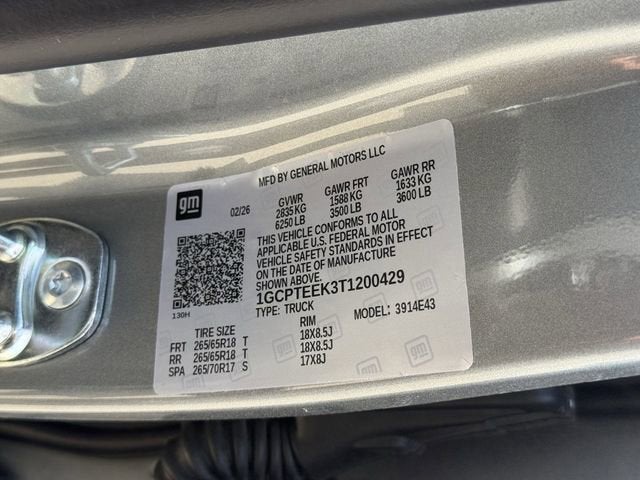 MFD BY GENERAL MOTORS LLC
gm
02/26
GVWR GAWR FRT GAWR RR
2835 KG 1588 KG 1633 KG
6250 LB 3500 LB 3600 LB
THIS VEHICLE CONFORMS TO ALL
APPLICABLE U.S. FEDERAL MOTOR
VEHICLE SAFETY STANDARDS IN EFFECT
ON THE DATE OF MANUFACTURE
SHOWN ABOVE.
1GCPTEEK3T1200429
TYPE: TRUCK MODEL: 3914E43
130H
TIRE SIZE RIM
FRT 265/65R18 T 18X8.5J
RR 265/65R18 T 18X8.5J
SPA 265/70R17 S 17X8J